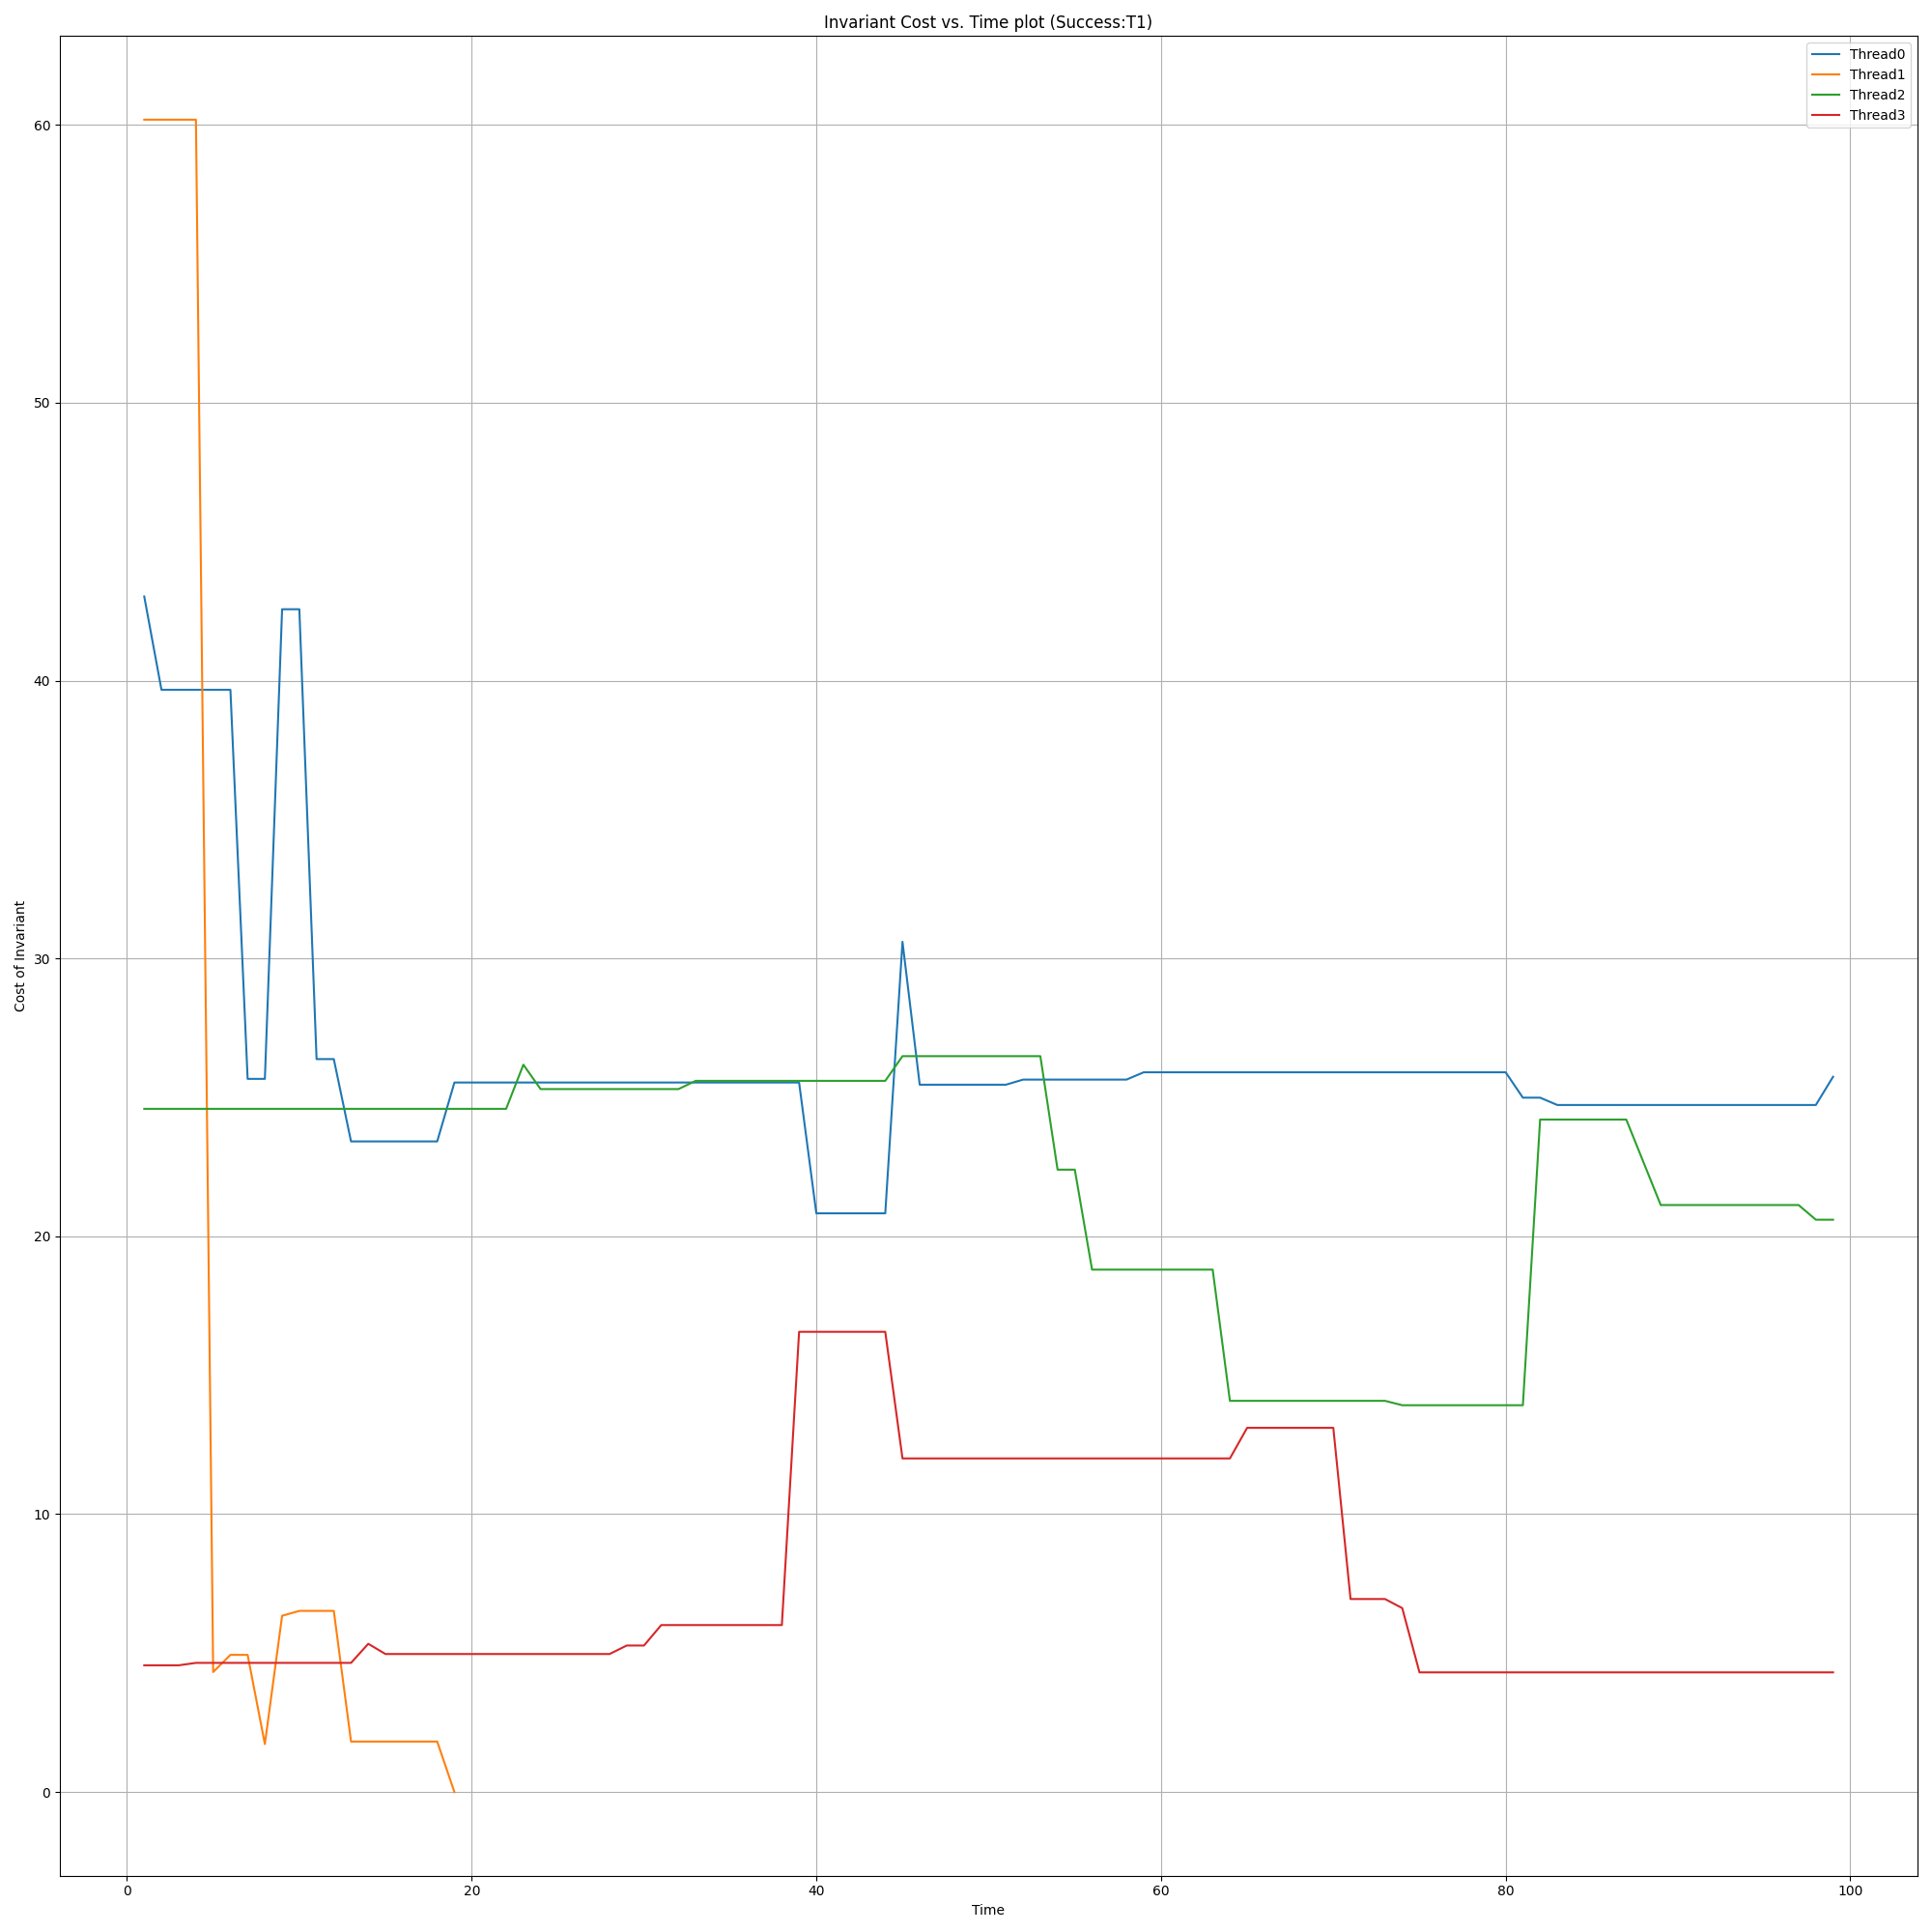 Invariant Cost vs. Time plot (Success:T1)
Thread0
Thread1
Thread2
Thread3
60
50
40
30
20
10
0
Cost of Invariant
0 20 40 60 80 100
Time